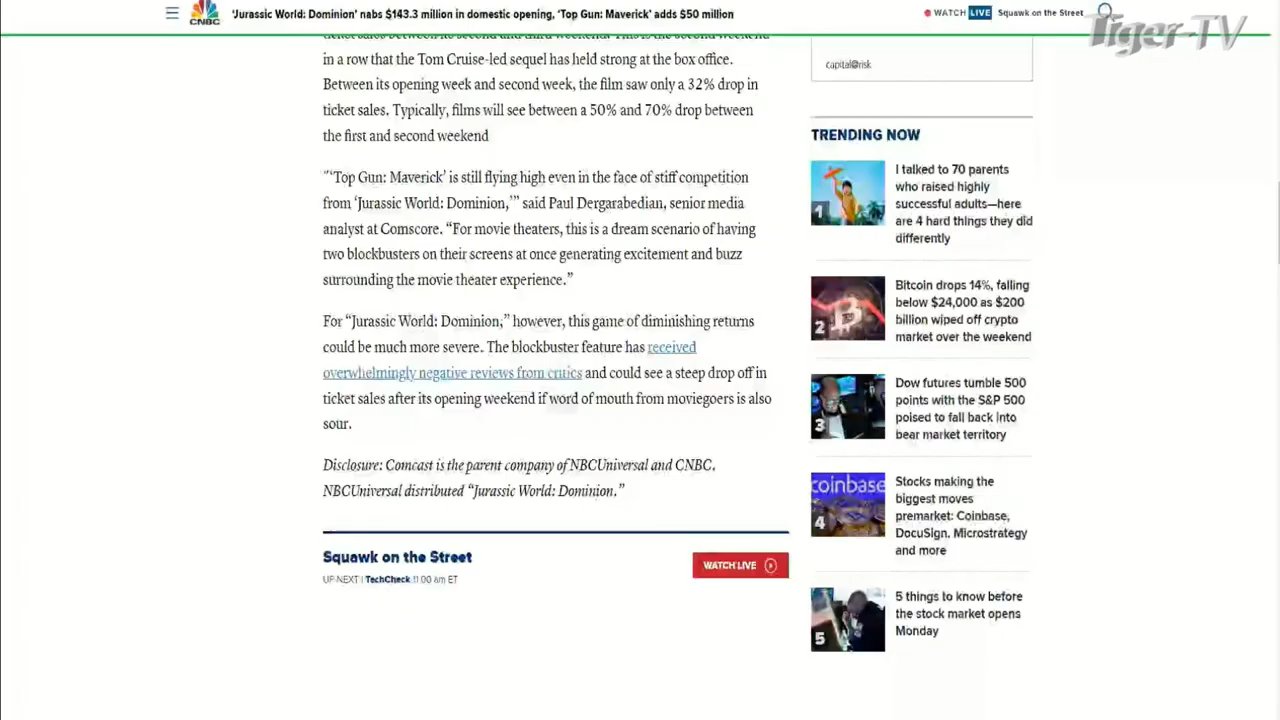 CNBC
'Jurassic World: Dominion' nabs $143.3 million in domestic opening, 'Top Gun: Maverick' adds $50 million
WATCH LIVE Squawk on the Street
Tiger-TV
ticket sales between its second and third weekend. This is the second weekend
in a row that the Tom Cruise-led sequel has held strong at the box office.
Between its opening week and second week, the film saw only a 32% drop in
ticket sales. Typically, films will see between a 50% and 70% drop between
the first and second weekend
"'Top Gun: Maverick' is still flying high even in the face of stiff competition
from 'Jurassic World: Dominion,'" said Paul Dergarabedian, senior media
analyst at Comscore. "For movie theaters, this is a dream scenario of having
two blockbusters on their screens at once generating excitement and buzz
surrounding the movie theater experience."
For "Jurassic World: Dominion," however, this game of diminishing returns
could be much more severe. The blockbuster feature has received
overwhelmingly negative reviews from critics and could see a steep drop off in
ticket sales after its opening weekend if word of mouth from moviegoers is also
sour.
Disclosure: Comcast is the parent company of NBCUniversal and CNBC.
NBCUniversal distributed "Jurassic World: Dominion."
Squawk on the Street
UP NEXT | TechCheck 11:00 am ET
WATCH LIVE
capital@risk
TRENDING NOW
1
I talked to 70 parents
who raised highly
successful adults—here
are 4 hard things they did
differently
2
Bitcoin drops 14%, falling
below $24,000 as $200
billion wiped off crypto
market over the weekend
3
Dow futures tumble 500
points with the S&P 500
poised to fall back into
bear market territory
coinbase
4
Stocks making the
biggest moves
premarket: Coinbase,
DocuSign, Microstrategy
and more
5
5 things to know before
the stock market opens
Monday